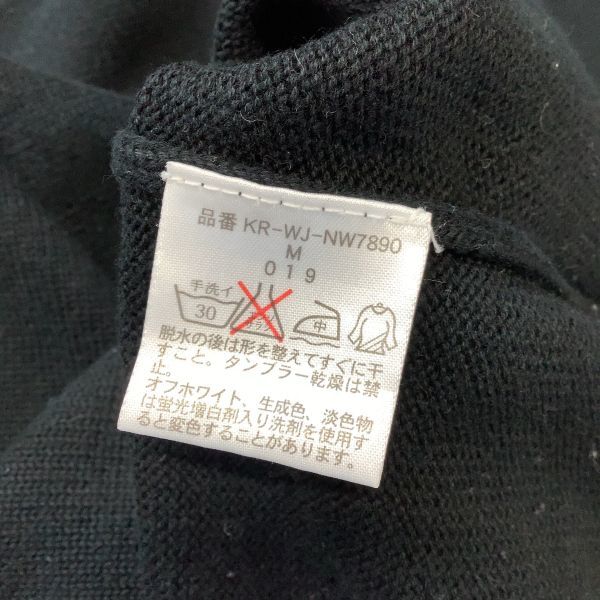 品番 KR-WJ-NW7890
M
019
手洗イ
30 中
脱水の後は形を整えてすぐに干
すこと。タンブラー乾燥は禁
止。
オフホワイト、生成色、淡色物
は蛍光増白剤入り洗剤を使用す
ると変色することがあります。